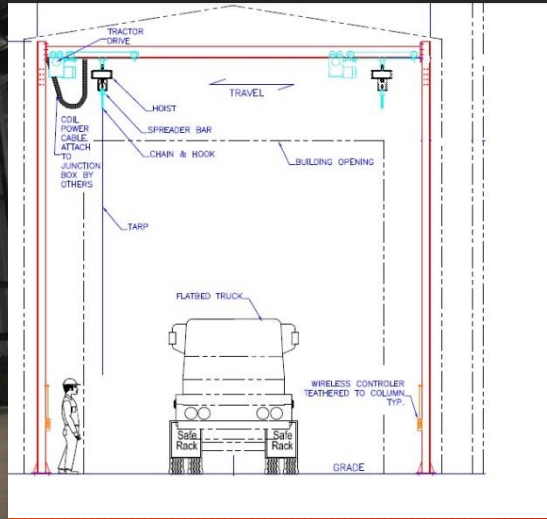 TRACTOR
DRIVE
HOIST
TRAVEL
SPREADER BAR
COIL
POWER
CABLE.
ATTACH
TO
JUNCTION
BOX BY
OTHERS
CHAIN & HOOK
BUILDING OPENING
TARP
FLATBED TRUCK
WIRELESS CONTROLER
TEATHERED TO COLUMN
TYP.
Safe
Rack
Safe
Rack
GRADE